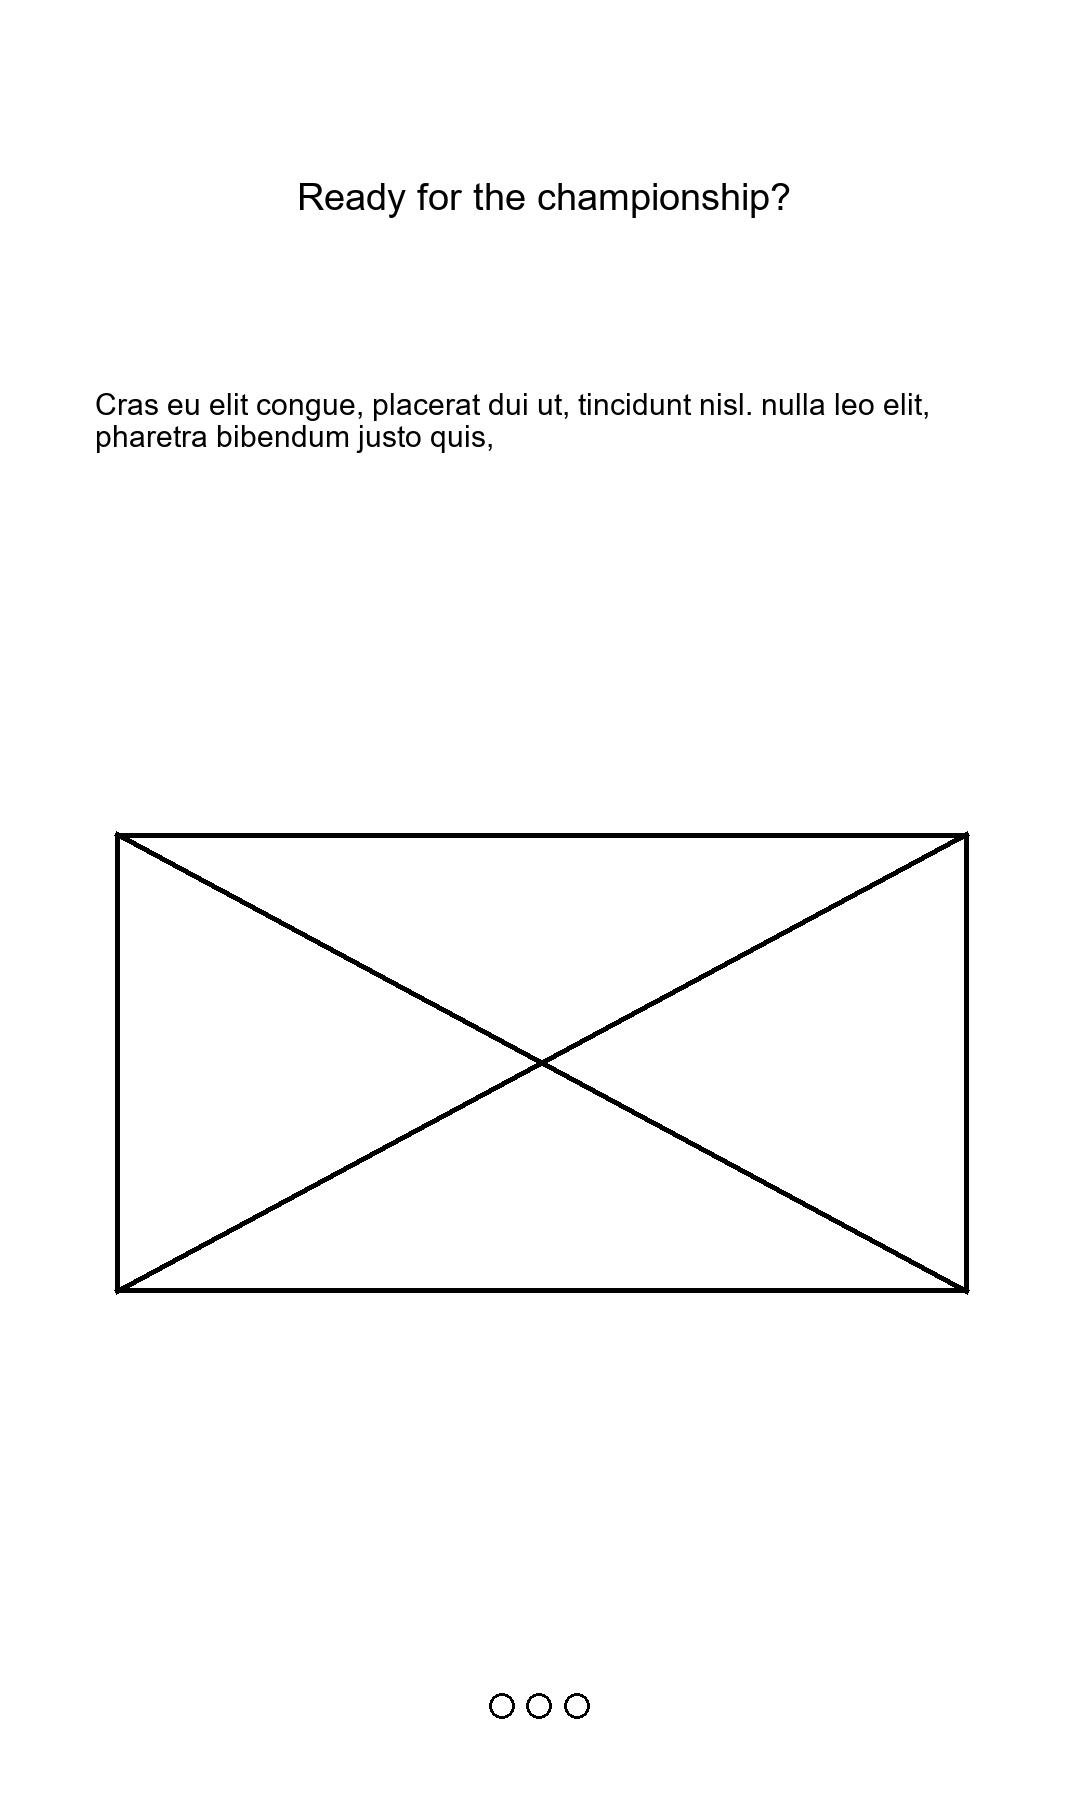 Ready for the championship?
Cras eu elit congue, placerat dui ut, tincidunt nisl. nulla leo elit,
pharetra bibendum justo quis,